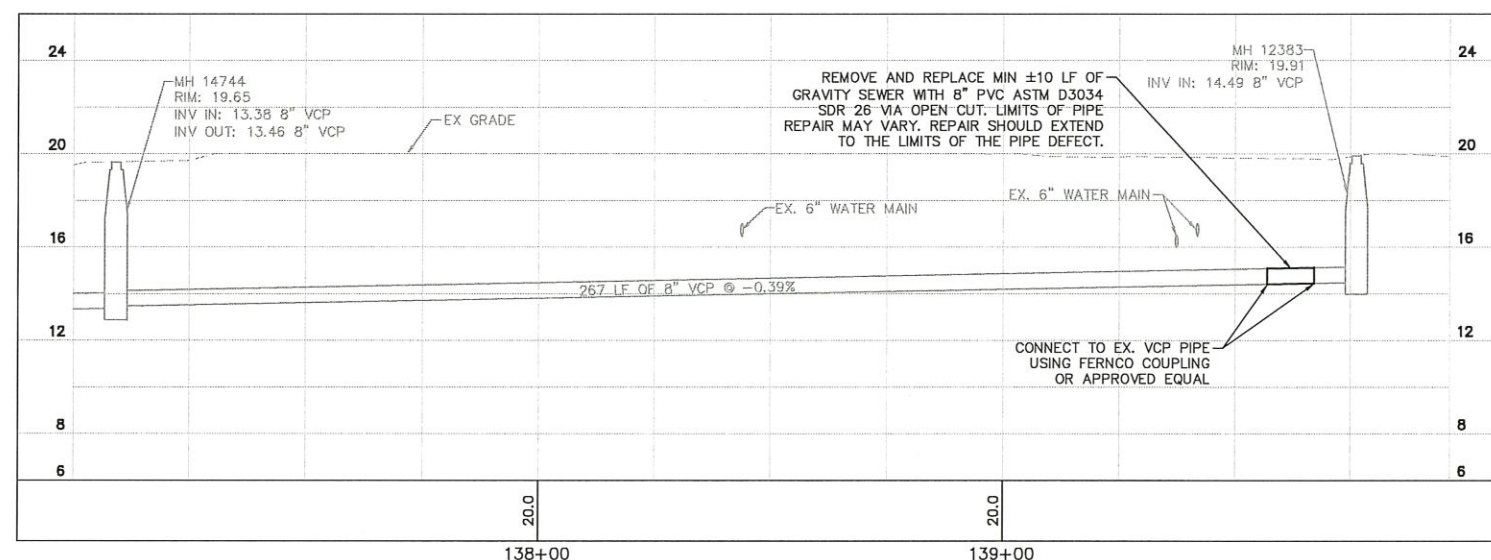 24
24
MH 14744
RIM: 19.65
INV IN: 13.38 8" VCP
INV OUT: 13.46 8" VCP
EX GRADE
REMOVE AND REPLACE MIN ±10 LF OF
GRAVITY SEWER WITH 8" PVC ASTM D3034
SDR 26 VIA OPEN CUT. LIMITS OF PIPE
REPAIR MAY VARY. REPAIR SHOULD EXTEND
TO THE LIMITS OF THE PIPE DEFECT.
MH 12383
RIM: 19.91
INV IN: 14.49 8" VCP
20
20
EX. 6" WATER MAIN
EX. 6" WATER MAIN
16
16
267 LF OF 8" VCP @ -0.39%
12
12
CONNECT TO EX. VCP PIPE
USING FERNCO COUPLING
OR APPROVED EQUAL
8
8
6
6
20.0
20.0
138+00
139+00